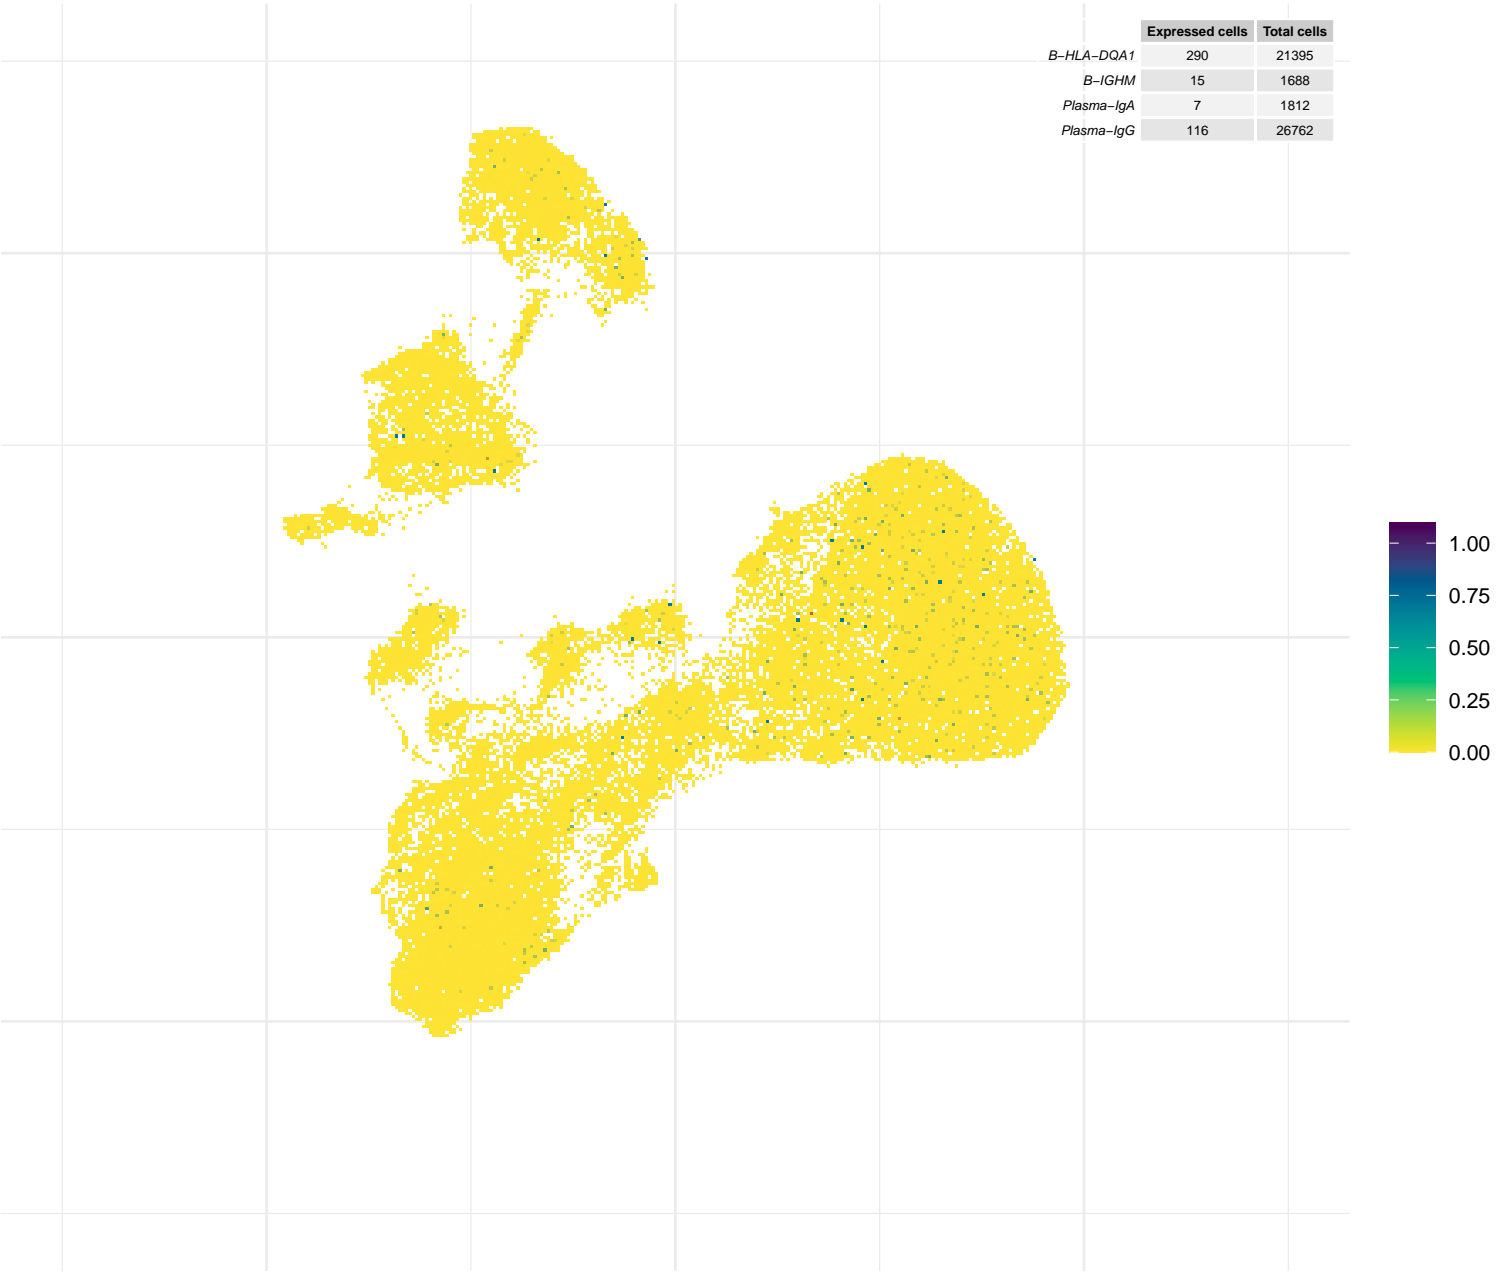 Expressed cells Total cells
B−HLA−DQA1 290 21395
B−IGHM 15 1688
Plasma−IgA 7 1812
Plasma−IgG 116 26762
1.00
0.75
0.50
0.25
0.00